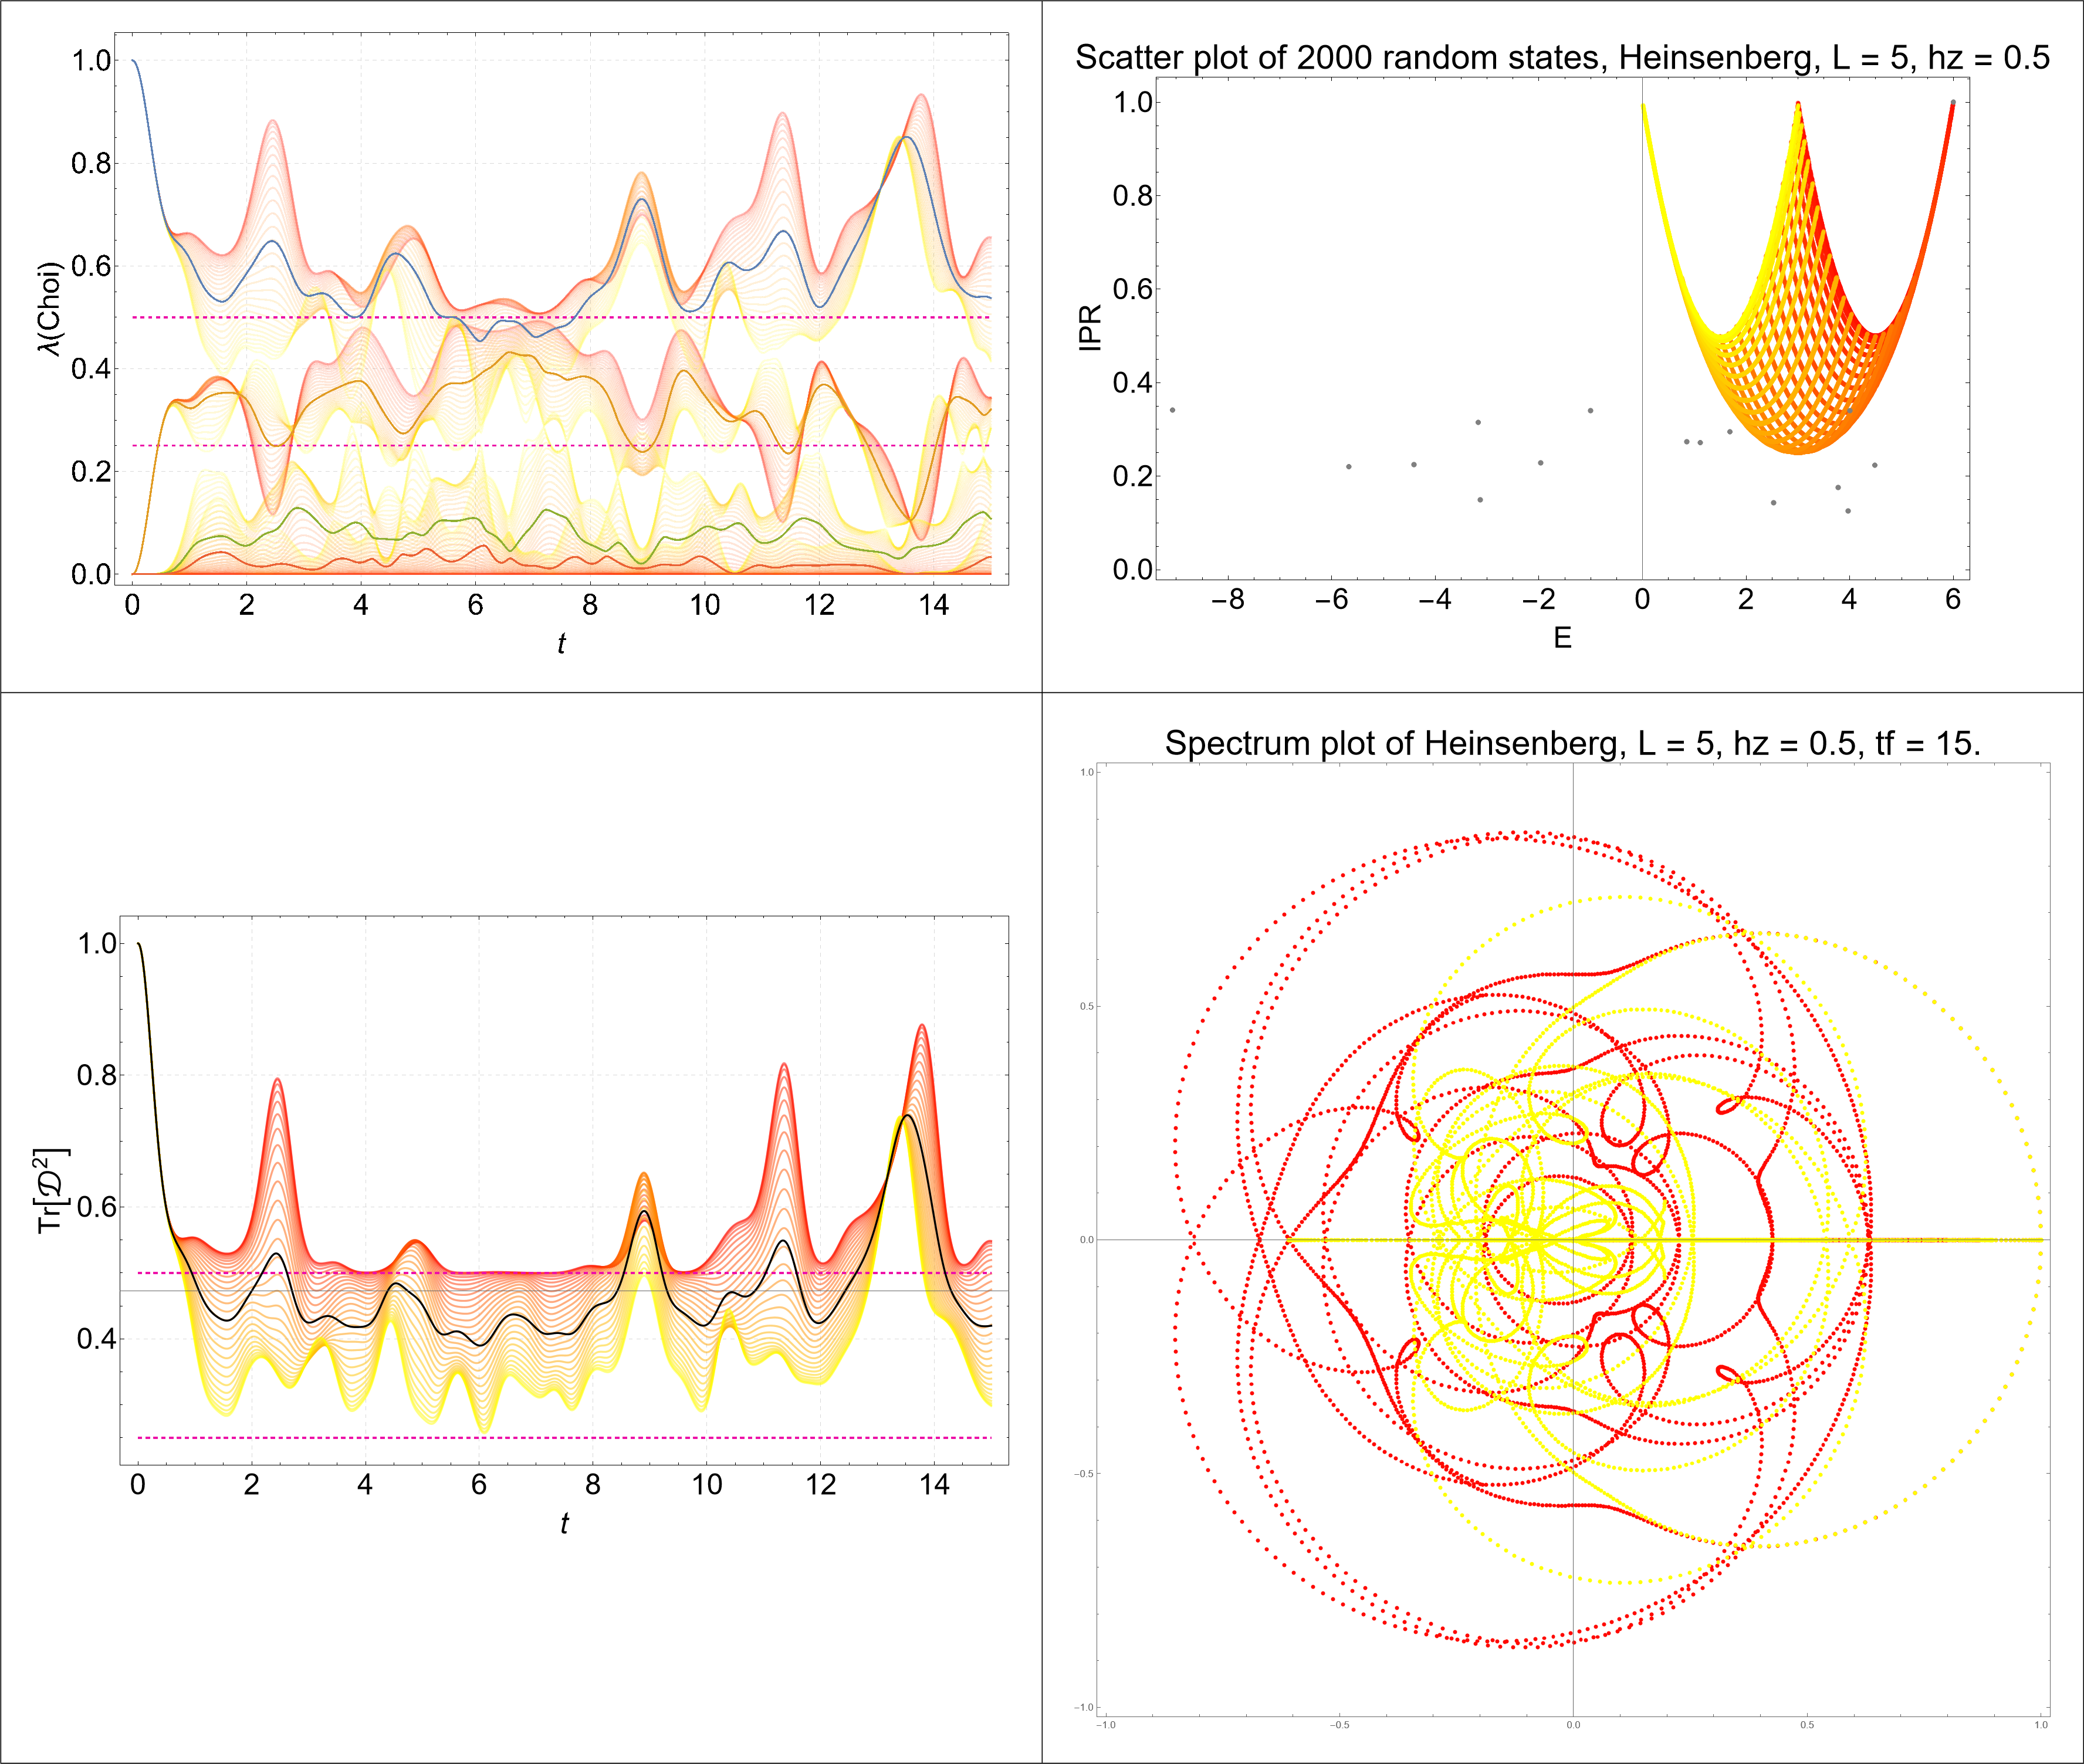 1.0
0.8
0.6
0.4
0.2
0.0
λ(Choi)
0 2 4 6 8 10 12 14
t
Scatter plot of 2000 random states, Heinsenberg, L = 5, hz = 0.5
1.0
0.8
0.6
0.4
0.2
0.0
IPR
−8 −6 −4 −2 0 2 4 6
E
1.0
0.8
0.6
0.4
Tr[𝒟²]
0 2 4 6 8 10 12 14
t
Spectrum plot of Heinsenberg, L = 5, hz = 0.5, tf = 15.
1.0
0.5
0.0
−0.5
−1.0
−1.0 −0.5 0.0 0.5 1.0